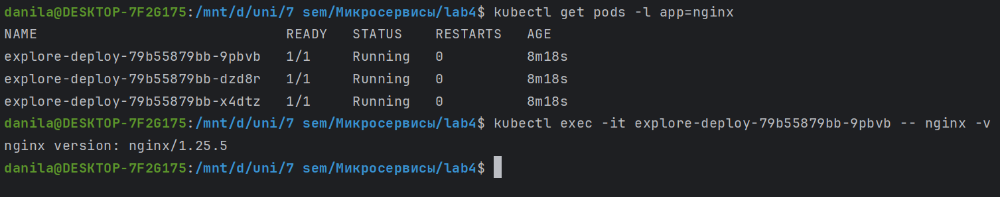 danila@DESKTOP-7F2G175:/mnt/d/uni/7 sem/Микросервисы/lab4$ kubectl get pods -l app=nginx
NAME                              READY   STATUS    RESTARTS   AGE
explore-deploy-79b55879bb-9pbvb   1/1     Running   0          8m18s
explore-deploy-79b55879bb-dzd8r   1/1     Running   0          8m18s
explore-deploy-79b55879bb-x4dtz   1/1     Running   0          8m18s
danila@DESKTOP-7F2G175:/mnt/d/uni/7 sem/Микросервисы/lab4$ kubectl exec -it explore-deploy-79b55879bb-9pbvb -- nginx -v
nginx version: nginx/1.25.5
danila@DESKTOP-7F2G175:/mnt/d/uni/7 sem/Микросервисы/lab4$